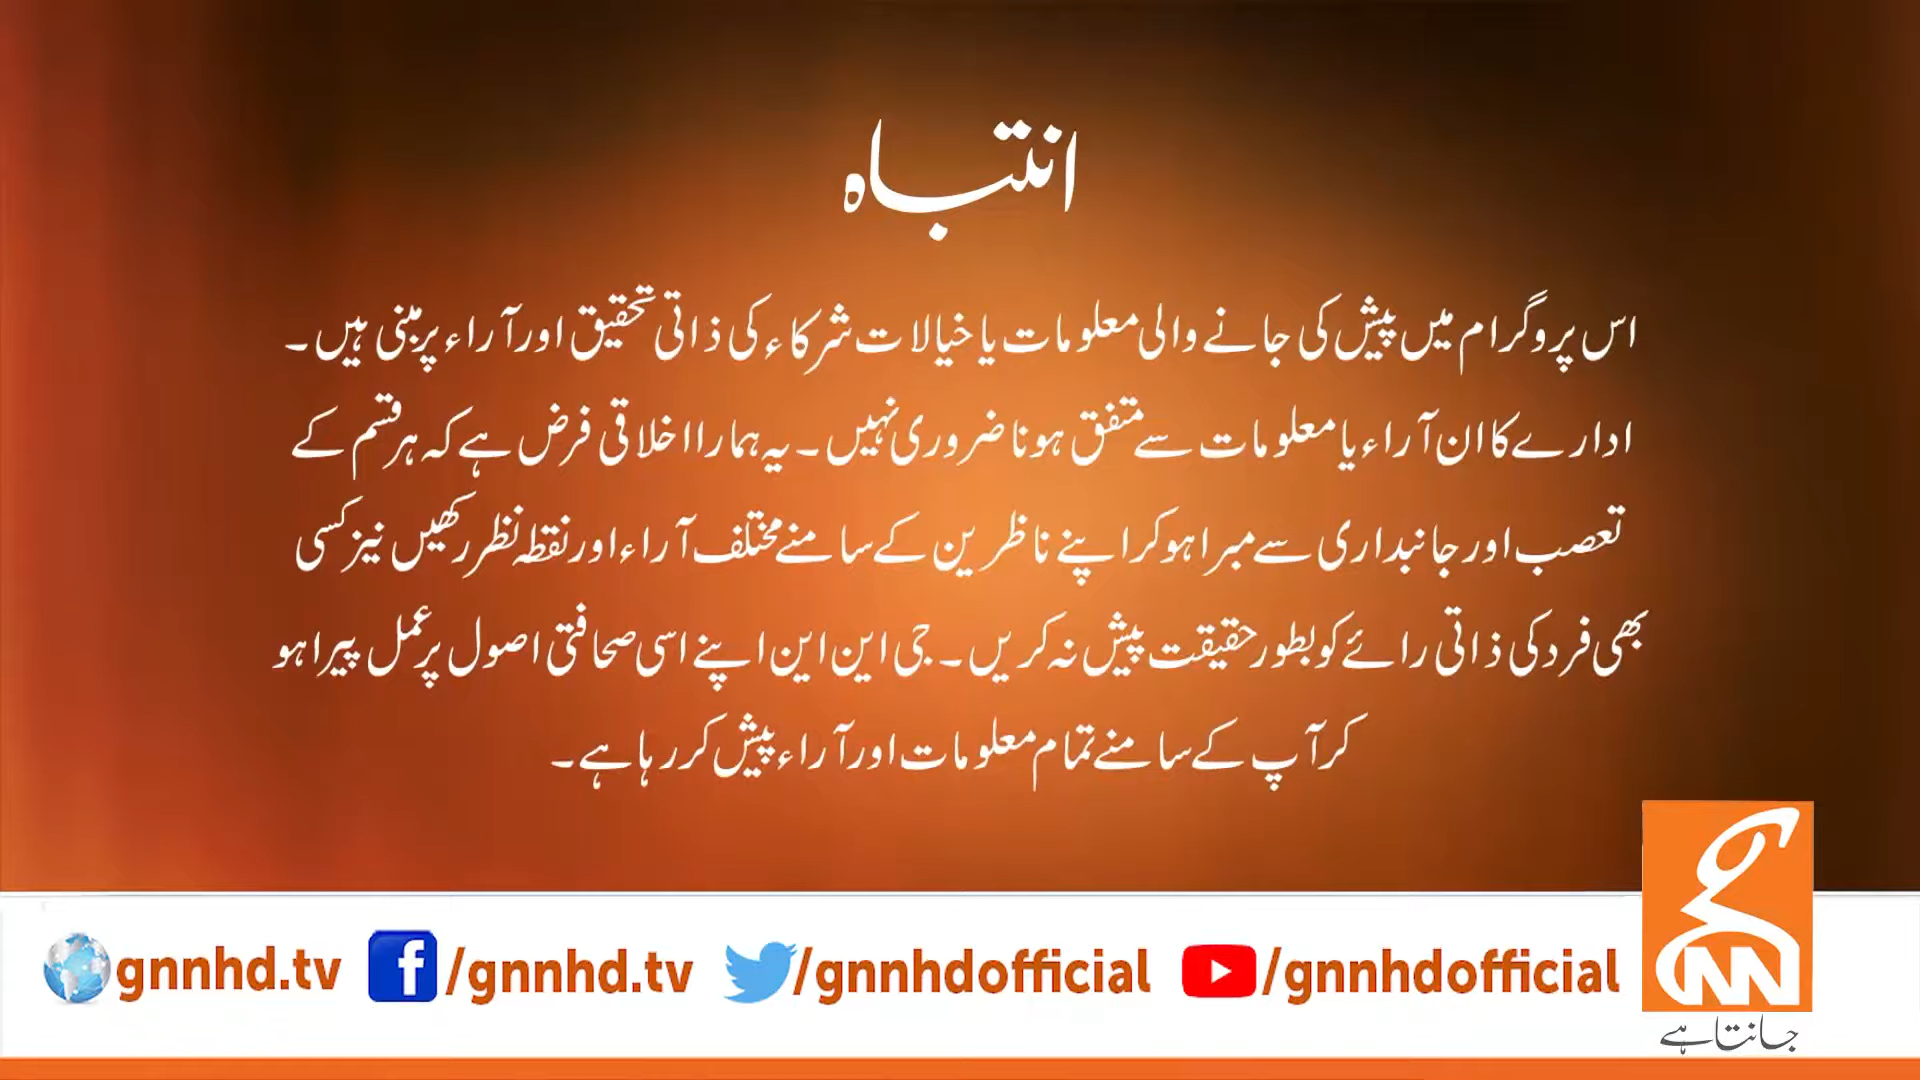 انتباہ
اس پروگرام میں پیش کی جانے والی معلومات یا خیالات شرکاء کی ذاتی تحقیق اور آراء پر مبنی ہیں۔
ادارے کا ان آراء یا معلومات سے متفق ہونا ضروری نہیں۔ یہ ہمارا اخلاقی فرض ہے کہ ہر قسم کے
تعصب اور جانبداری سے مبرا ہو کر اپنے ناظرین کے سامنے مختلف آراء اور نقطہ نظر رکھیں نیز کسی
بھی فرد کی ذاتی رائے کو بطور حقیقت پیش نہ کریں۔ جی این این اپنے اسی صحافتی اصول پر عمل پیرا ہو
کر آپ کے سامنے تمام معلومات اور آراء پیش کر رہا ہے۔
gnnhd.tv /gnnhd.tv /gnnhdofficial /gnnhdofficial
GNN
جانتا ہے